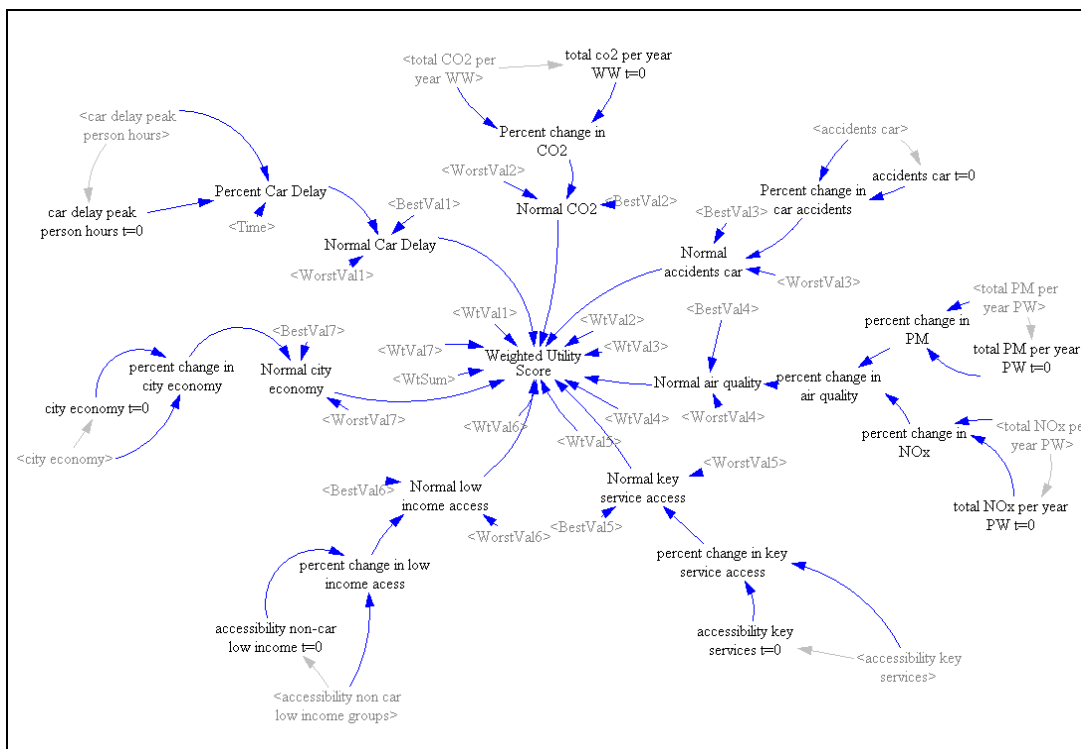 <total CO2 per
year WW>
total co2 per year
WW t=0
<car delay peak
person hours>
Percent change in
CO2
<accidents car>
accidents car t=0
<WorstVal2>
Percent Car Delay
Percent change in
car accidents
car delay peak
person hours t=0
<Time>
<BestVal1>
Normal CO2
<BestVal2>
<BestVal3>
Normal Car Delay
Normal
accidents car
<WorstVal1>
<WorstVal3>
<total PM per
year PW>
<WtVal1>
<WtVal2>
<BestVal4>
percent change in
PM
<BestVal7>
<WtVal7>
Weighted Utility
Score
<WtVal3>
total PM per year
PW t=0
percent change in
city economy
Normal city
economy
<WtSum>
Normal air quality
percent change in
air quality
city economy t=0
<WorstVal7>
<WtVal6>
<WtVal5>
<WtVal4>
<WorstVal4>
percent change in
NOx
<total NOx pe
year PW>
<city economy>
<BestVal6>
Normal low
income access
Normal key
service access
<WorstVal5>
total NOx per year
PW t=0
<WorstVal6>
<BestVal5>
percent change in low
income acess
percent change in key
service access
accessibility non-car
low income t=0
accessibility key
services t=0
<accessibility key
services>
<accessibility non car
low income groups>